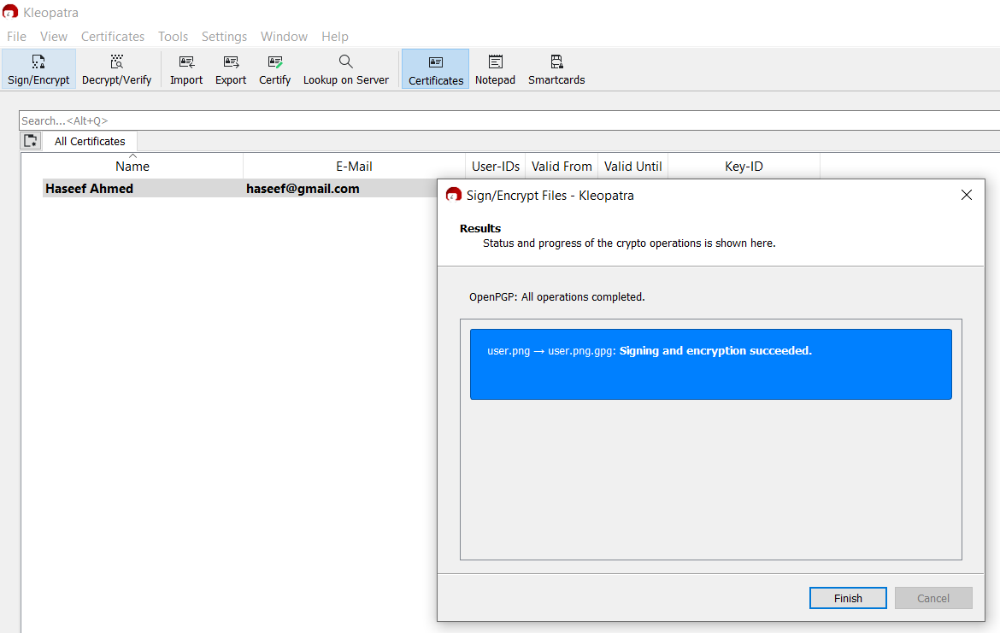 Kleopatra
File View Certificates Tools Settings Window Help
Sign/Encrypt Decrypt/Verify Import Export Certify Lookup on Server Certificates Notepad Smartcards
Search...<Alt+Q>
All Certificates
Name E-Mail User-IDs Valid From Valid Until Key-ID
Haseef Ahmed haseef@gmail.com
Sign/Encrypt Files - Kleopatra
Results
Status and progress of the crypto operations is shown here.
OpenPGP: All operations completed.
user.png → user.png.gpg: Signing and encryption succeeded.
Finish Cancel